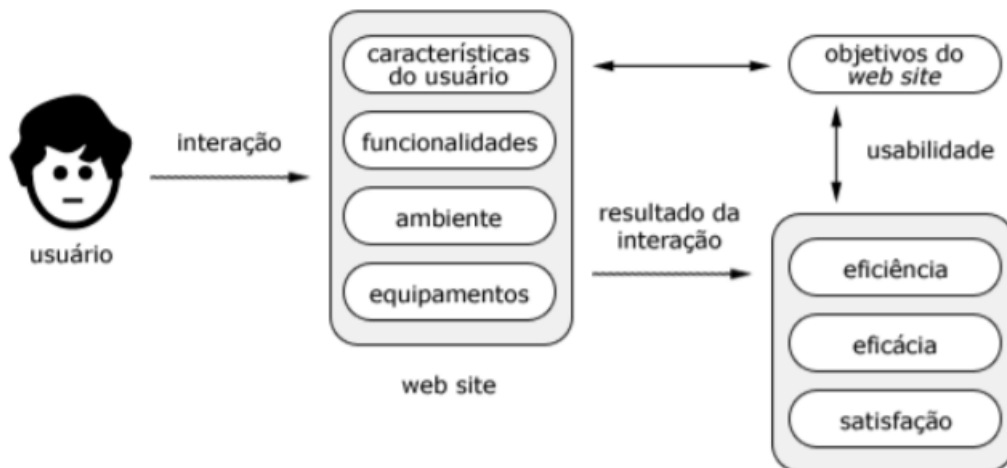 usuário
interação
características
do usuário
funcionalidades
ambiente
equipamentos
web site
resultado da
interação
objetivos do
web site
usabilidade
eficiência
eficácia
satisfação